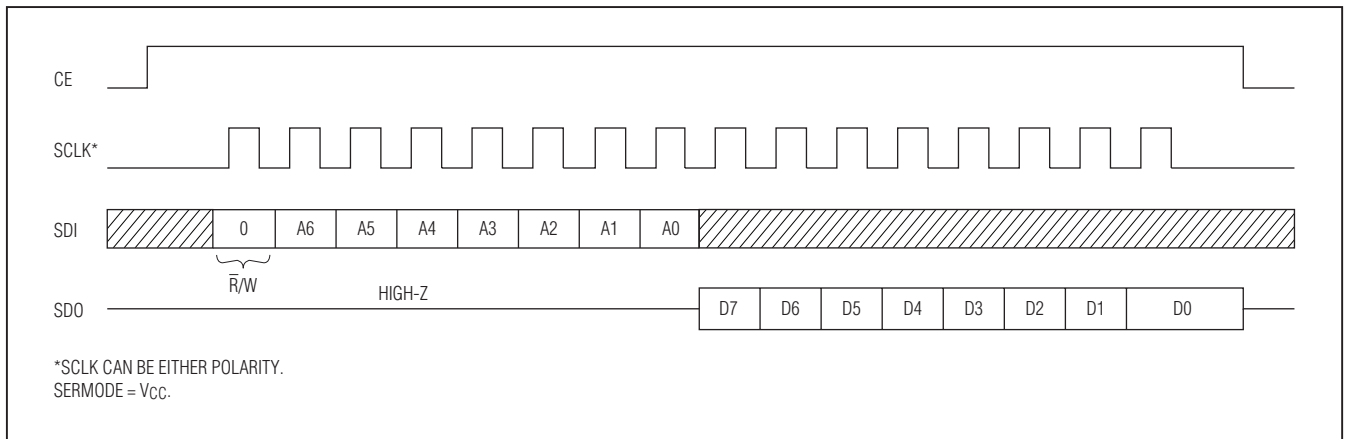 CE
SCLK*
SDI 0 A6 A5 A4 A3 A2 A1 A0
R̅/W
HIGH-Z
SDO D7 D6 D5 D4 D3 D2 D1 D0
*SCLK CAN BE EITHER POLARITY.
SERMODE = VCC.